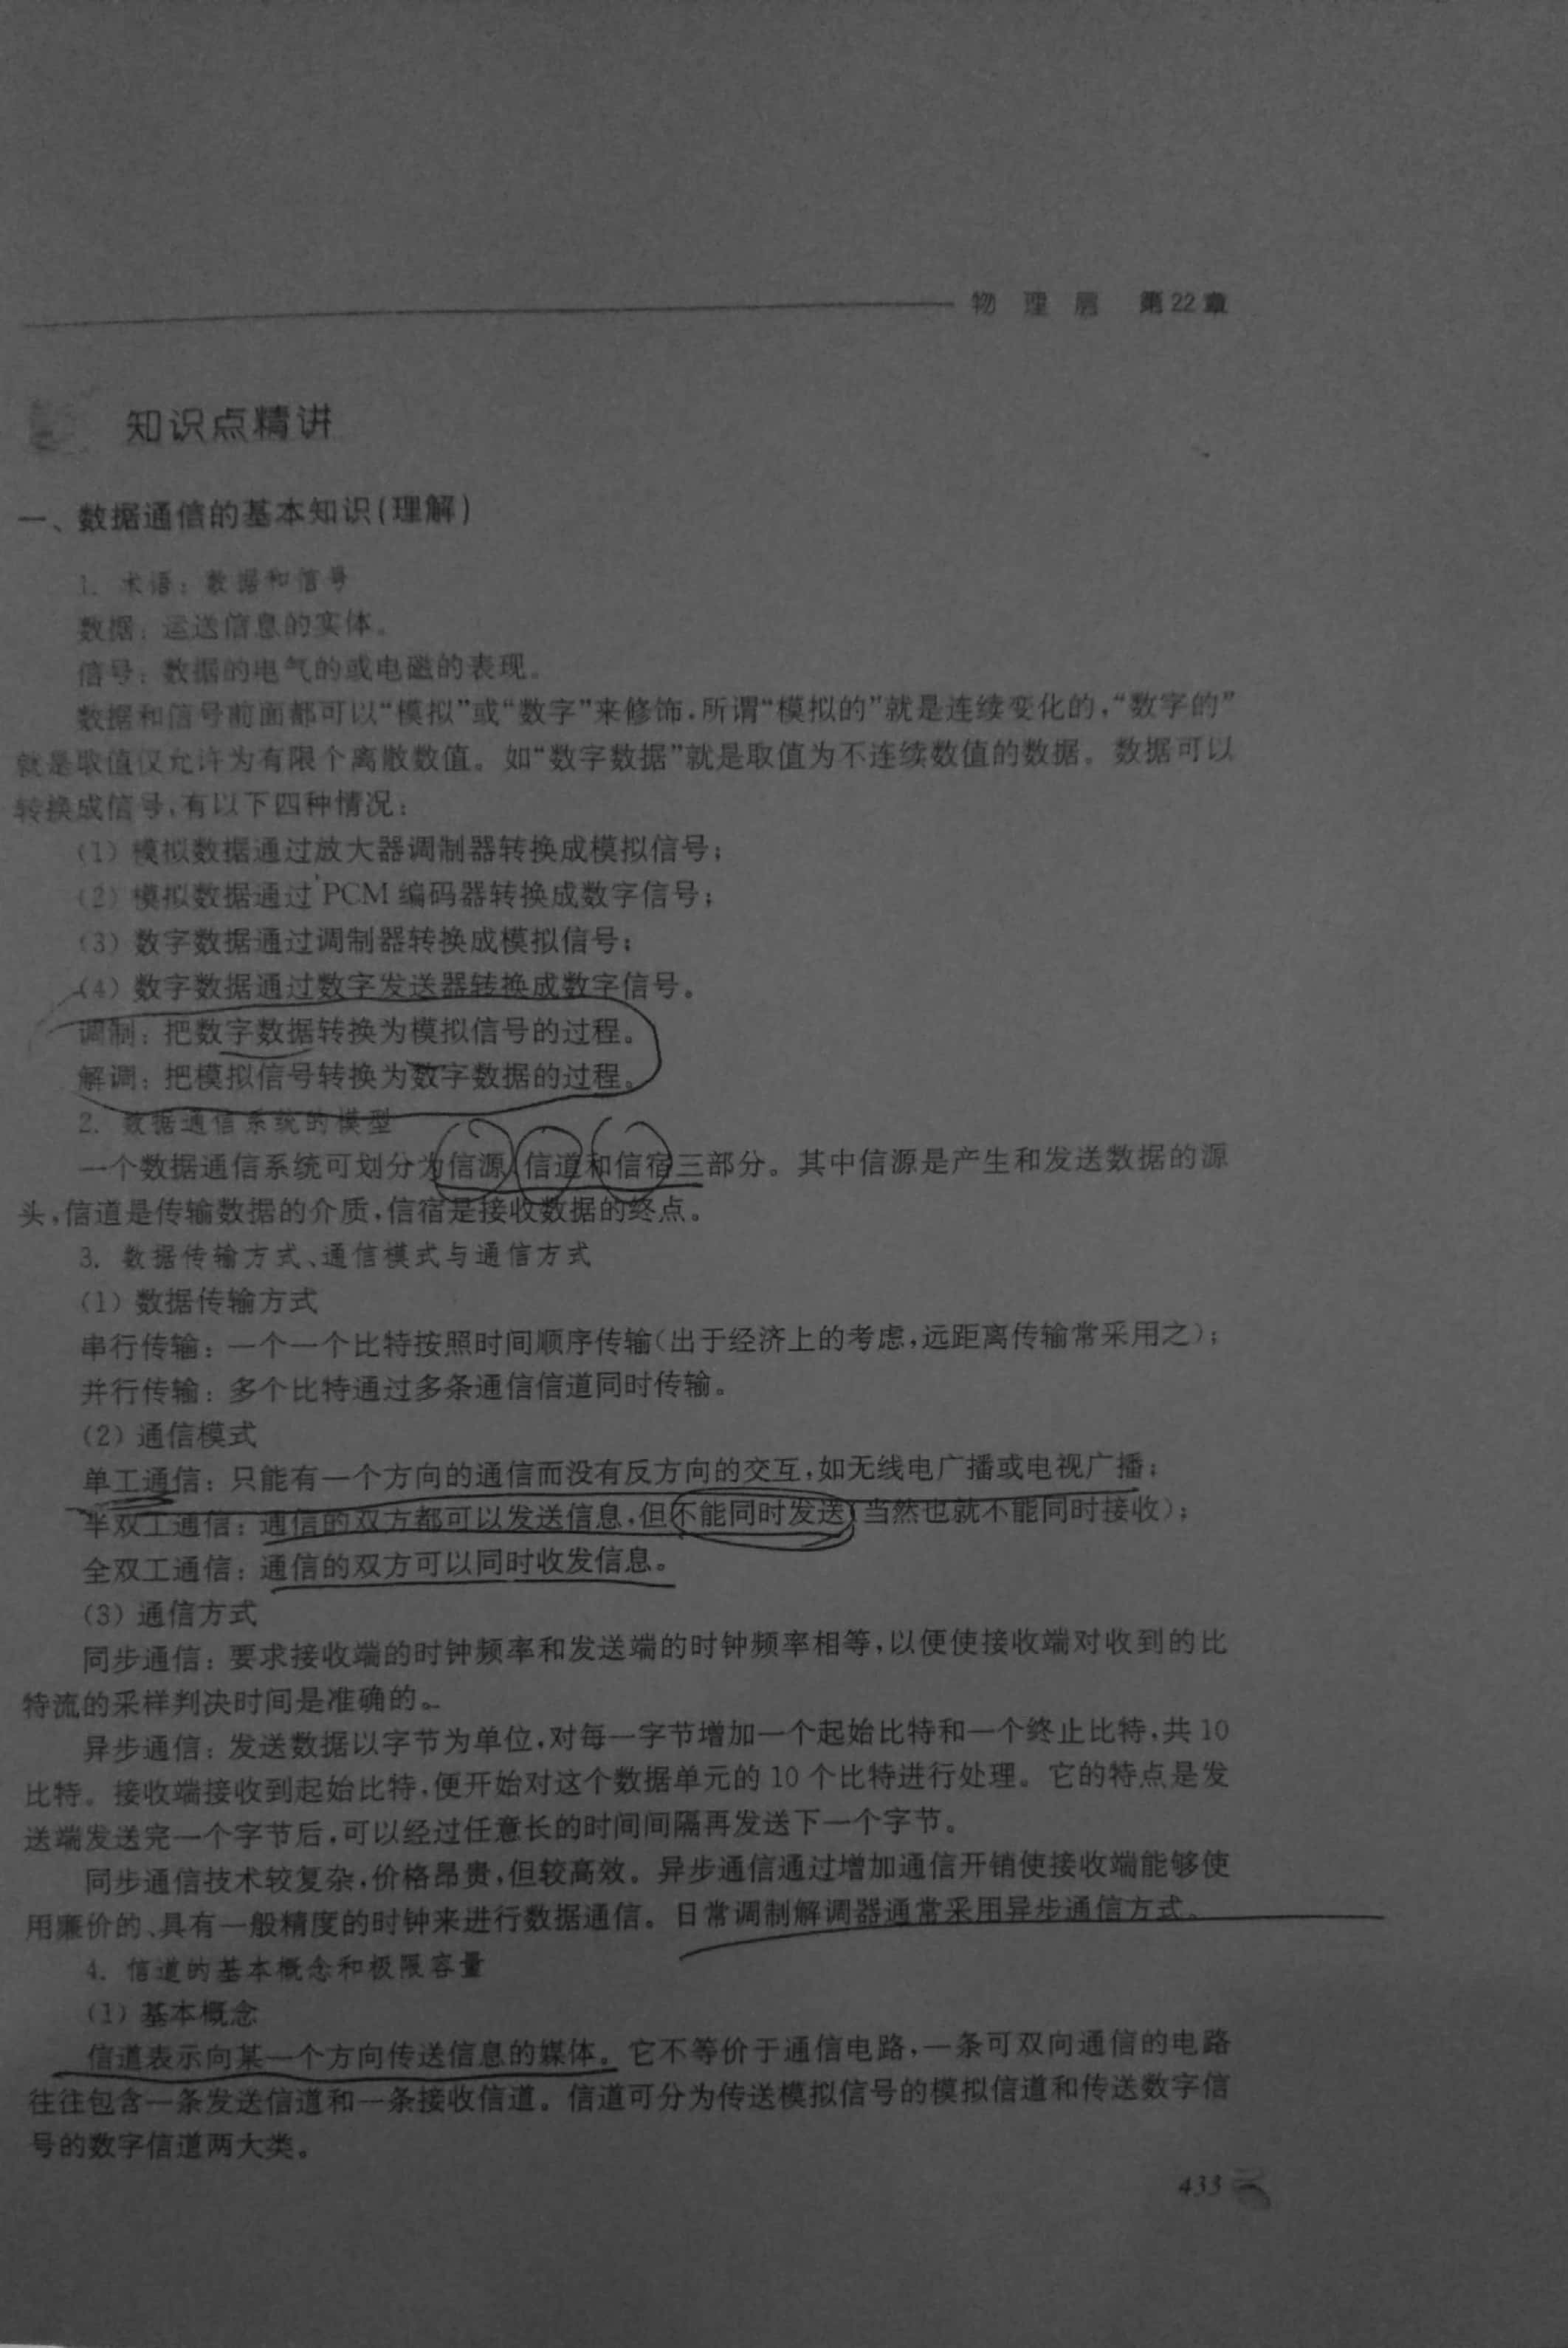 物理层 第22章
知识点精讲
一、数据通信的基本知识(理解)
1. 术语：数据和信号
数据：运送信息的实体。
信号：数据的电气的或电磁的表现。
数据和信号前面都可以“模拟”或“数字”来修饰，所谓“模拟的”就是连续变化的，“数字的”
就是取值仅允许为有限个离散数值。如“数字数据”就是取值为不连续数值的数据。数据可以
转换成信号，有以下四种情况：
(1) 模拟数据通过放大器调制器转换成模拟信号；
(2) 模拟数据通过 PCM 编码器转换成数字信号；
(3) 数字数据通过调制器转换成模拟信号；
(4) 数字数据通过数字发送器转换成数字信号。
调制：把数字数据转换为模拟信号的过程。
解调：把模拟信号转换为数字数据的过程。
2. 数据通信系统的模型
一个数据通信系统可划分为信源、信道和信宿三部分。其中信源是产生和发送数据的源
头，信道是传输数据的介质，信宿是接收数据的终点。
3. 数据传输方式、通信模式与通信方式
(1) 数据传输方式
串行传输：一个一个比特按照时间顺序传输(出于经济上的考虑，远距离传输常采用之)；
并行传输：多个比特通过多条通信信道同时传输。
(2) 通信模式
单工通信：只能有一个方向的通信而没有反方向的交互，如无线电广播或电视广播；
半双工通信：通信的双方都可以发送信息，但不能同时发送(当然也就不能同时接收)；
全双工通信：通信的双方可以同时收发信息。
(3) 通信方式
同步通信：要求接收端的时钟频率和发送端的时钟频率相等，以便使接收端对收到的比
特流的采样判决时间是准确的。
异步通信：发送数据以字节为单位，对每一字节增加一个起始比特和一个终止比特，共 10
比特。接收端接收到起始比特，便开始对这个数据单元的 10 个比特进行处理。它的特点是发
送端发送完一个字节后，可以经过任意长的时间间隔再发送下一个字节。
同步通信技术较复杂，价格昂贵，但较高效。异步通信通过增加通信开销使接收端能够使
用廉价的、具有一般精度的时钟来进行数据通信。日常调制解调器通常采用异步通信方式。
4. 信道的基本概念和极限容量
(1) 基本概念
信道表示向某一个方向传送信息的媒体。它不等价于通信电路，一条可双向通信的电路
往往包含一条发送信道和一条接收信道。信道可分为传送模拟信号的模拟信道和传送数字信
号的数字信道两大类。
433